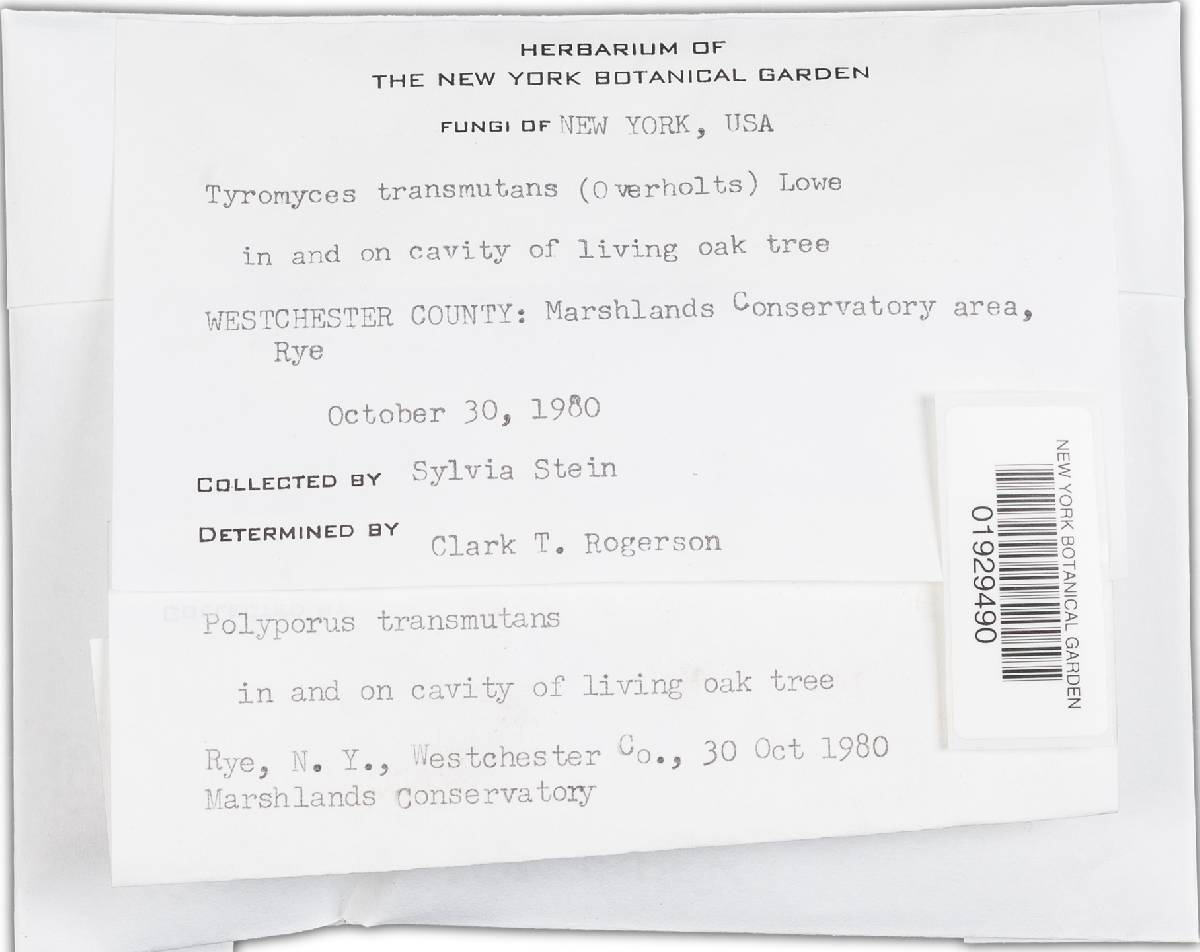 HERBARIUM OF
THE NEW YORK BOTANICAL GARDEN
FUNGI OF NEW YORK, USA
Tyromyces transmutans (Overholts) Lowe
in and on cavity of living oak tree
WESTCHESTER COUNTY: Marshlands Conservatory area,
Rye
October 30, 1980
COLLECTED BY Sylvia Stein
DETERMINED BY Clark T. Rogerson
NEW YORK BOTANICAL GARDEN
01929490
COLLECTED BY
Polyporus transmutans
in and on cavity of living oak tree
Rye, N. Y., Westchester Co., 30 Oct 1980
Marshlands Conservatory